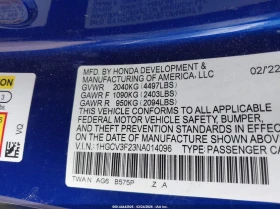 MFD. BY HONDA DEVELOPMENT &
MANUFACTURING OF AMERICA, LLC
02/22
GVWR 2040KG (4497LBS)
GAWR F 1090KG (2403LBS)
GAWR R 950KG (2094LBS)
THIS VEHICLE CONFORMS TO ALL APPLICABLE
FEDERAL MOTOR VEHICLE SAFETY, BUMPER,
AND THEFT PREVENTION STANDARDS IN EFFECT
ON THE DATE OF MANUFACTURE SHOWN ABOVE.
V.I.N.: 1HGCV3F23NA014096 TYPE: PASSENGER CA
TWA N AG6 B575P Z A